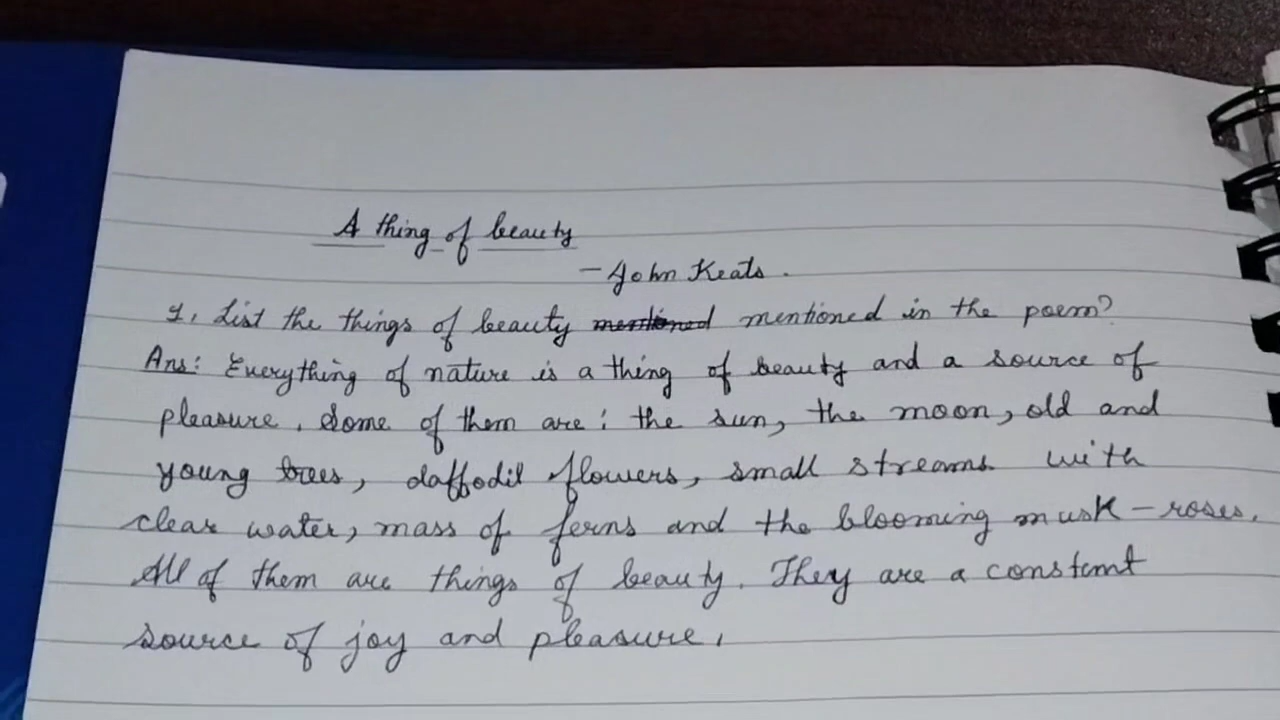 A thing of beauty
- John Keats.
1, List the things of beauty mentioned mentioned in the poem?
Ans: Everything of nature is a thing of beauty and a source of
pleasure. Some of them are: the sun, the moon, old and
young trees, daffodil flowers, small streams with
clear water, mass of ferns and the blooming musk-roses.
All of them are things of beauty. They are a constant
source of joy and pleasure.